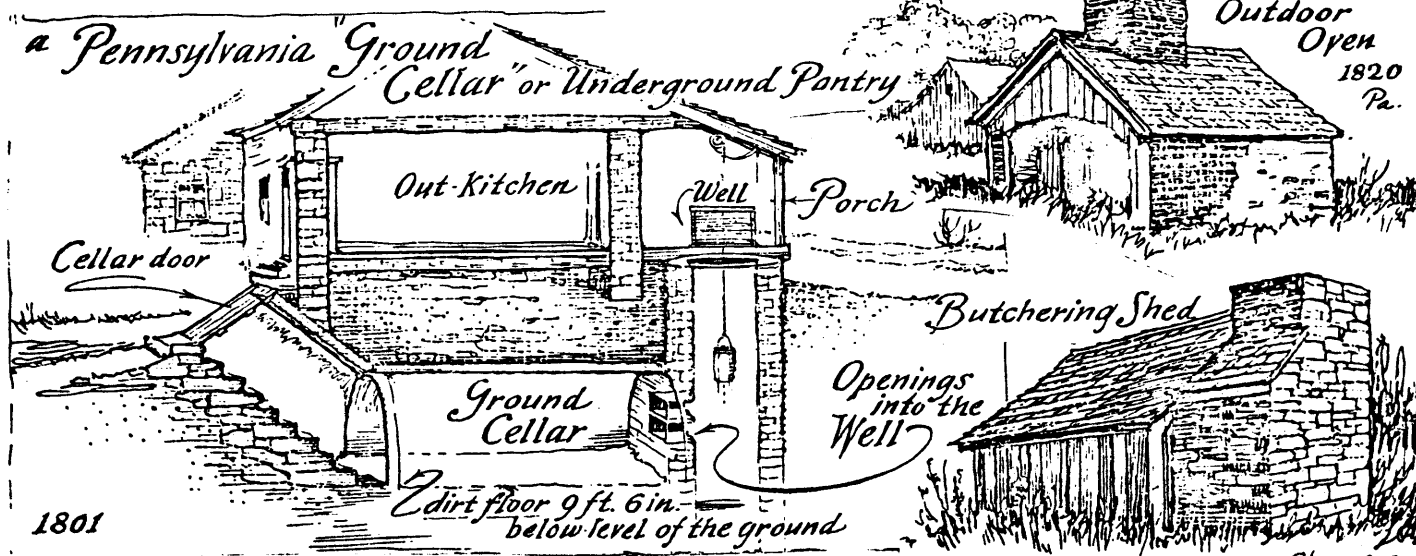 a Pennsylvania "Ground
Cellar" or Underground Pantry
Outdoor
Oven
1820
Pa.
Out-Kitchen
Well
Porch
Cellar door
Butchering Shed
Ground
Cellar
Openings
into the
Well
dirt floor 9 ft. 6 in.
below level of the ground
1801